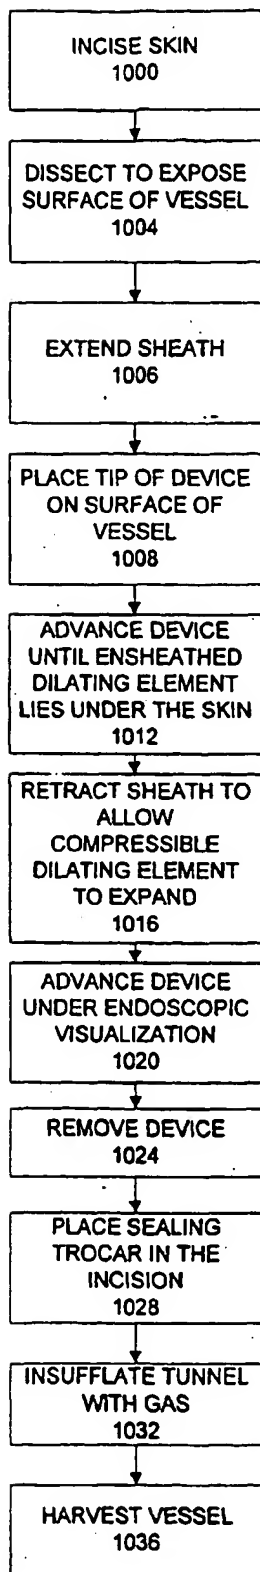 INCISE SKIN
1000
DISSECT TO EXPOSE
SURFACE OF VESSEL
1004
EXTEND SHEATH
1006
PLACE TIP OF DEVICE
ON SURFACE OF
VESSEL
1008
ADVANCE DEVICE
UNTIL ENSHEATHED
DILATING ELEMENT
LIES UNDER THE SKIN
1012
RETRACT SHEATH TO
ALLOW
COMPRESSIBLE
DILATING ELEMENT
TO EXPAND
1016
ADVANCE DEVICE
UNDER ENDOSCOPIC
VISUALIZATION
1020
REMOVE DEVICE
1024
PLACE SEALING
TROCAR IN THE
INCISION
1028
INSUFFLATE TUNNEL
WITH GAS
1032
HARVEST VESSEL
1036